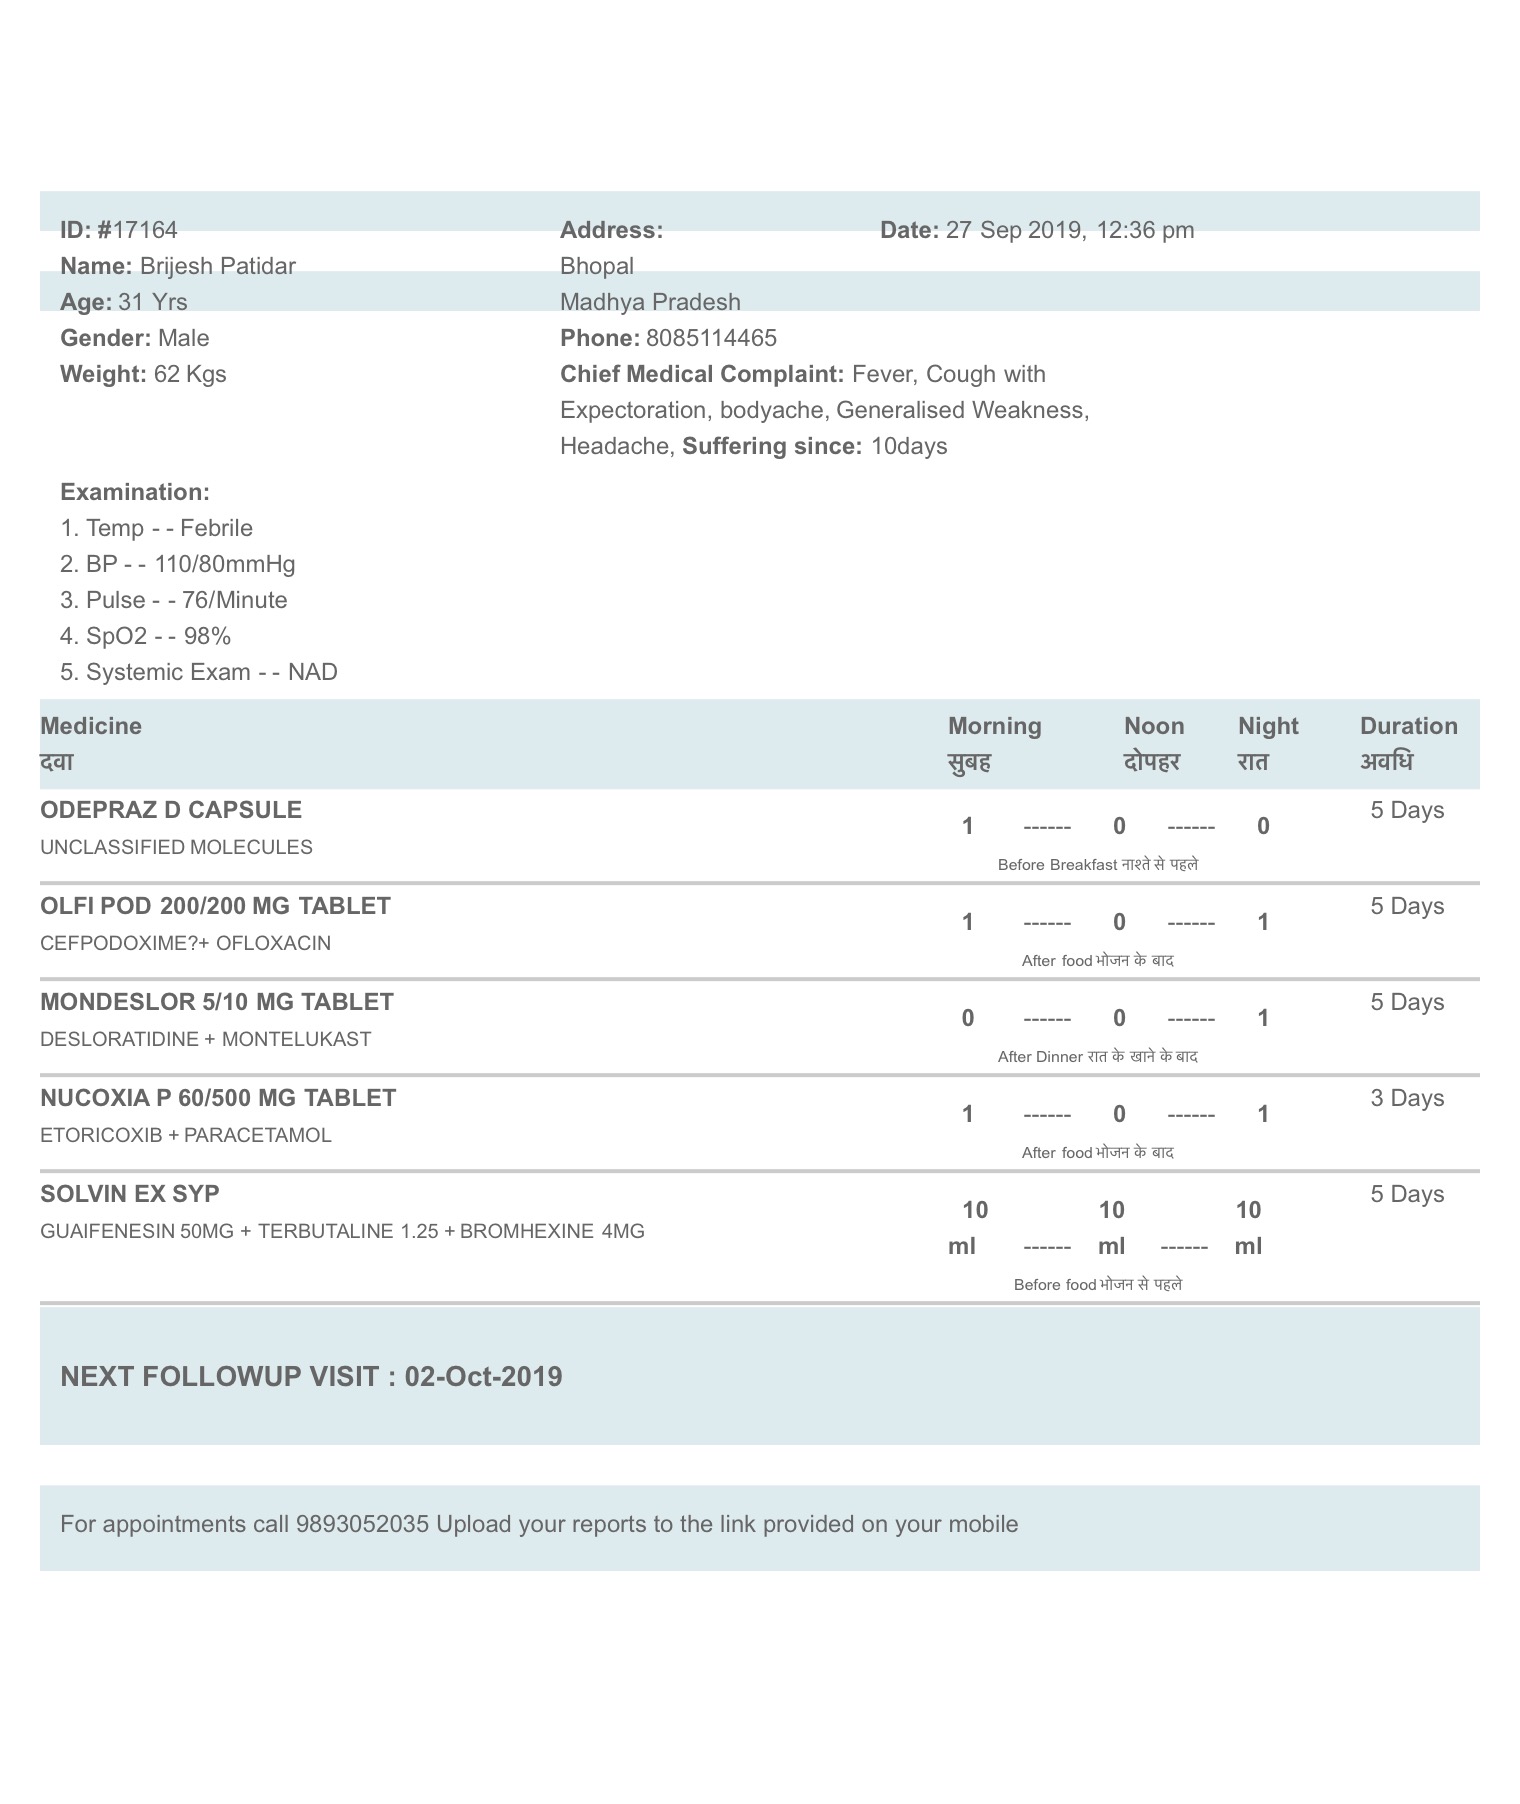 ID: #17164
Name: Brijesh Patidar
Age: 31 Yrs
Gender: Male
Weight: 62 Kgs
Address:
Bhopal
Madhya Pradesh
Phone: 8085114465
Chief Medical Complaint: Fever, Cough with
Expectoration, bodyache, Generalised Weakness,
Headache, Suffering since: 10days
Date: 27 Sep 2019, 12:36 pm
Examination:
1. Temp - - Febrile
2. BP - - 110/80mmHg
3. Pulse - - 76/Minute
4. SpO2 - - 98%
5. Systemic Exam - - NAD
Medicine Morning Noon Night Duration
दवा सुबह दोपहर रात अवधि
ODEPRAZ D CAPSULE 5 Days
1 ------ 0 ------ 0
UNCLASSIFIED MOLECULES
Before Breakfast नाश्ते से पहले
OLFI POD 200/200 MG TABLET 5 Days
1 ------ 0 ------ 1
CEFPODOXIME?+ OFLOXACIN
After food भोजन के बाद
MONDESLOR 5/10 MG TABLET 5 Days
0 ------ 0 ------ 1
DESLORATIDINE + MONTELUKAST
After Dinner रात के खाने के बाद
NUCOXIA P 60/500 MG TABLET 3 Days
1 ------ 0 ------ 1
ETORICOXIB + PARACETAMOL
After food भोजन के बाद
SOLVIN EX SYP 5 Days
10 10 10
GUAIFENESIN 50MG + TERBUTALINE 1.25 + BROMHEXINE 4MG
ml ------ ml ------ ml
Before food भोजन से पहले
NEXT FOLLOWUP VISIT : 02-Oct-2019
For appointments call 9893052035 Upload your reports to the link provided on your mobile